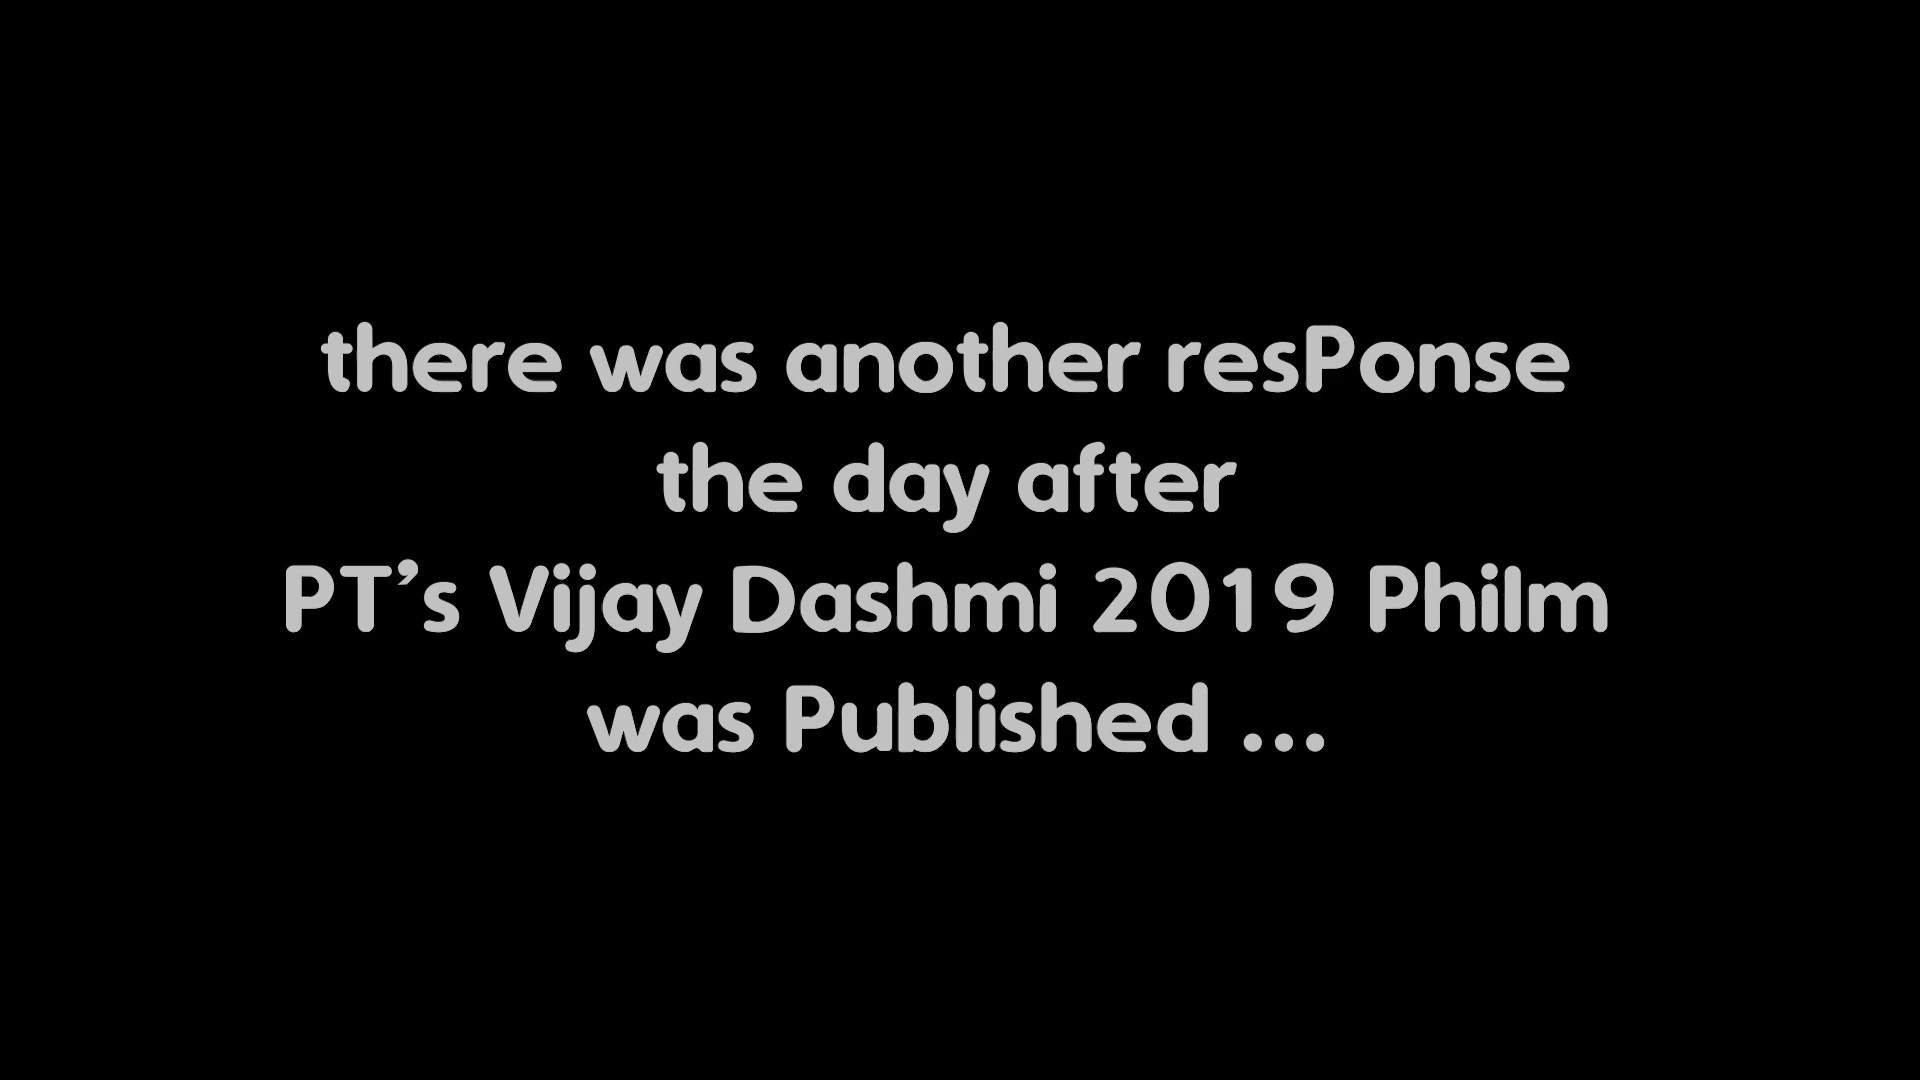 there was another resPonse
the day after
PT’s Vijay Dashmi 2019 Philm
was Published ...